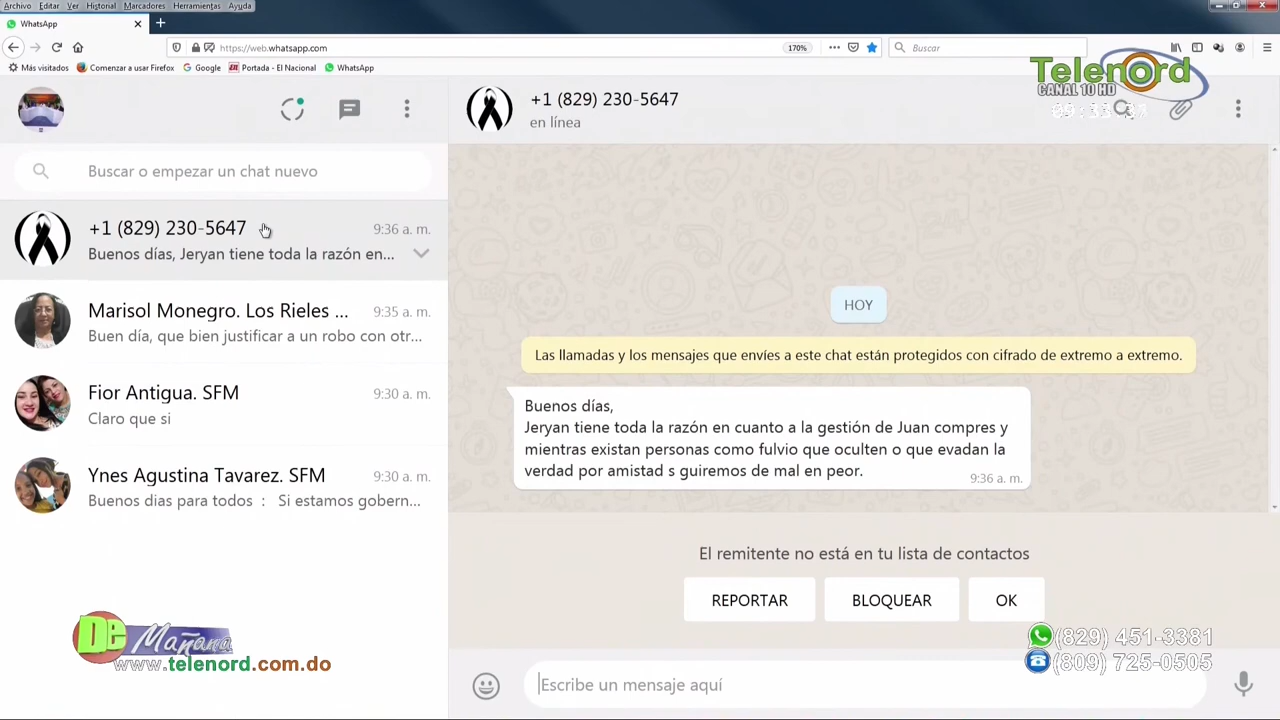 Archivo Editar Ver Historial Marcadores Herramientas Ayuda
WhatsApp
https://web.whatsapp.com
170%
Buscar
Más visitados Comenzar a usar Firefox Google Portada - El Nacional WhatsApp
Telenord
CANAL 10 HD
+1 (829) 230-5647
en línea
Buscar o empezar un chat nuevo
+1 (829) 230-5647 9:36 a. m.
Buenos días, Jeryan tiene toda la razón en...
Marisol Monegro. Los Rieles ... 9:35 a. m.
Buen día, que bien justificar a un robo con otr...
Fior Antigua. SFM 9:30 a. m.
Claro que si
Ynes Agustina Tavarez. SFM 9:30 a. m.
Buenos dias para todos : Si estamos gobern...
HOY
Las llamadas y los mensajes que envíes a este chat están protegidos con cifrado de extremo a extremo.
Buenos días,
Jeryan tiene toda la razón en cuanto a la gestión de Juan compres y
mientras existan personas como fulvio que oculten o que evadan la
verdad por amistad s guiremos de mal en peor.
9:36 a. m.
El remitente no está en tu lista de contactos
REPORTAR BLOQUEAR OK
Escribe un mensaje aquí
De Mañana
www.telenord.com.do
(829) 451-3381
(809) 725-0505